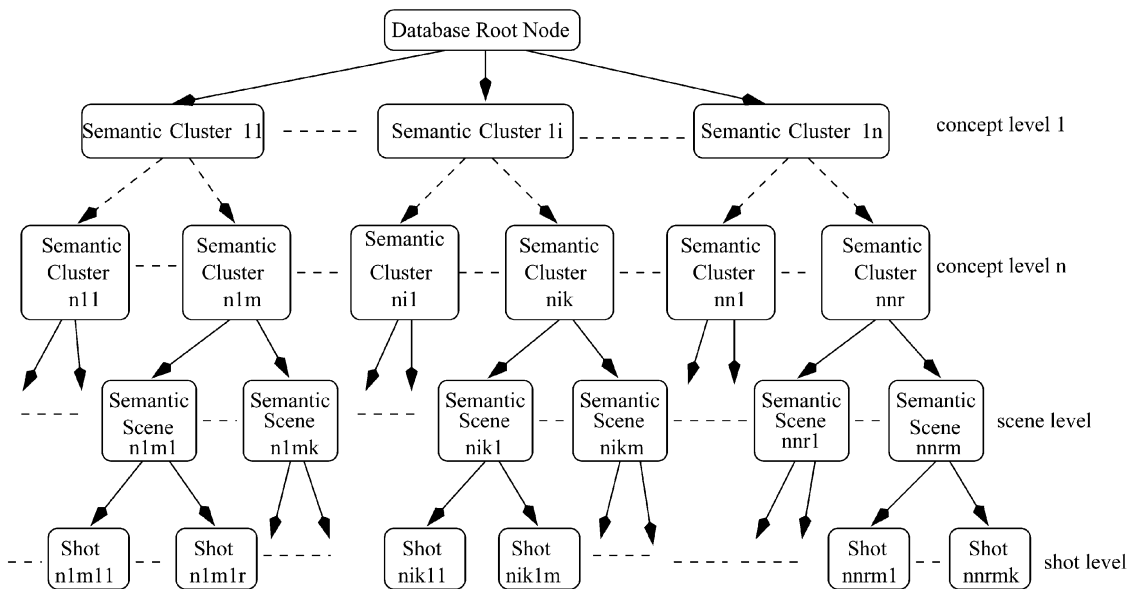 Database Root Node
Semantic Cluster 11
Semantic Cluster 1i
Semantic Cluster 1n
concept level 1
Semantic
Cluster
n11
Semantic
Cluster
n1m
Semantic
Cluster
ni1
Semantic
Cluster
nik
Semantic
Cluster
nn1
Semantic
Cluster
nnr
concept level n
Semantic
Scene
n1m1
Semantic
Scene
n1mk
Semantic
Scene
nik1
Semantic
Scene
nikm
Semantic
Scene
nnr1
Semantic
Scene
nnrm
scene level
Shot
n1m11
Shot
n1m1r
Shot
nik11
Shot
nik1m
Shot
nnrm1
Shot
nnrmk
shot level